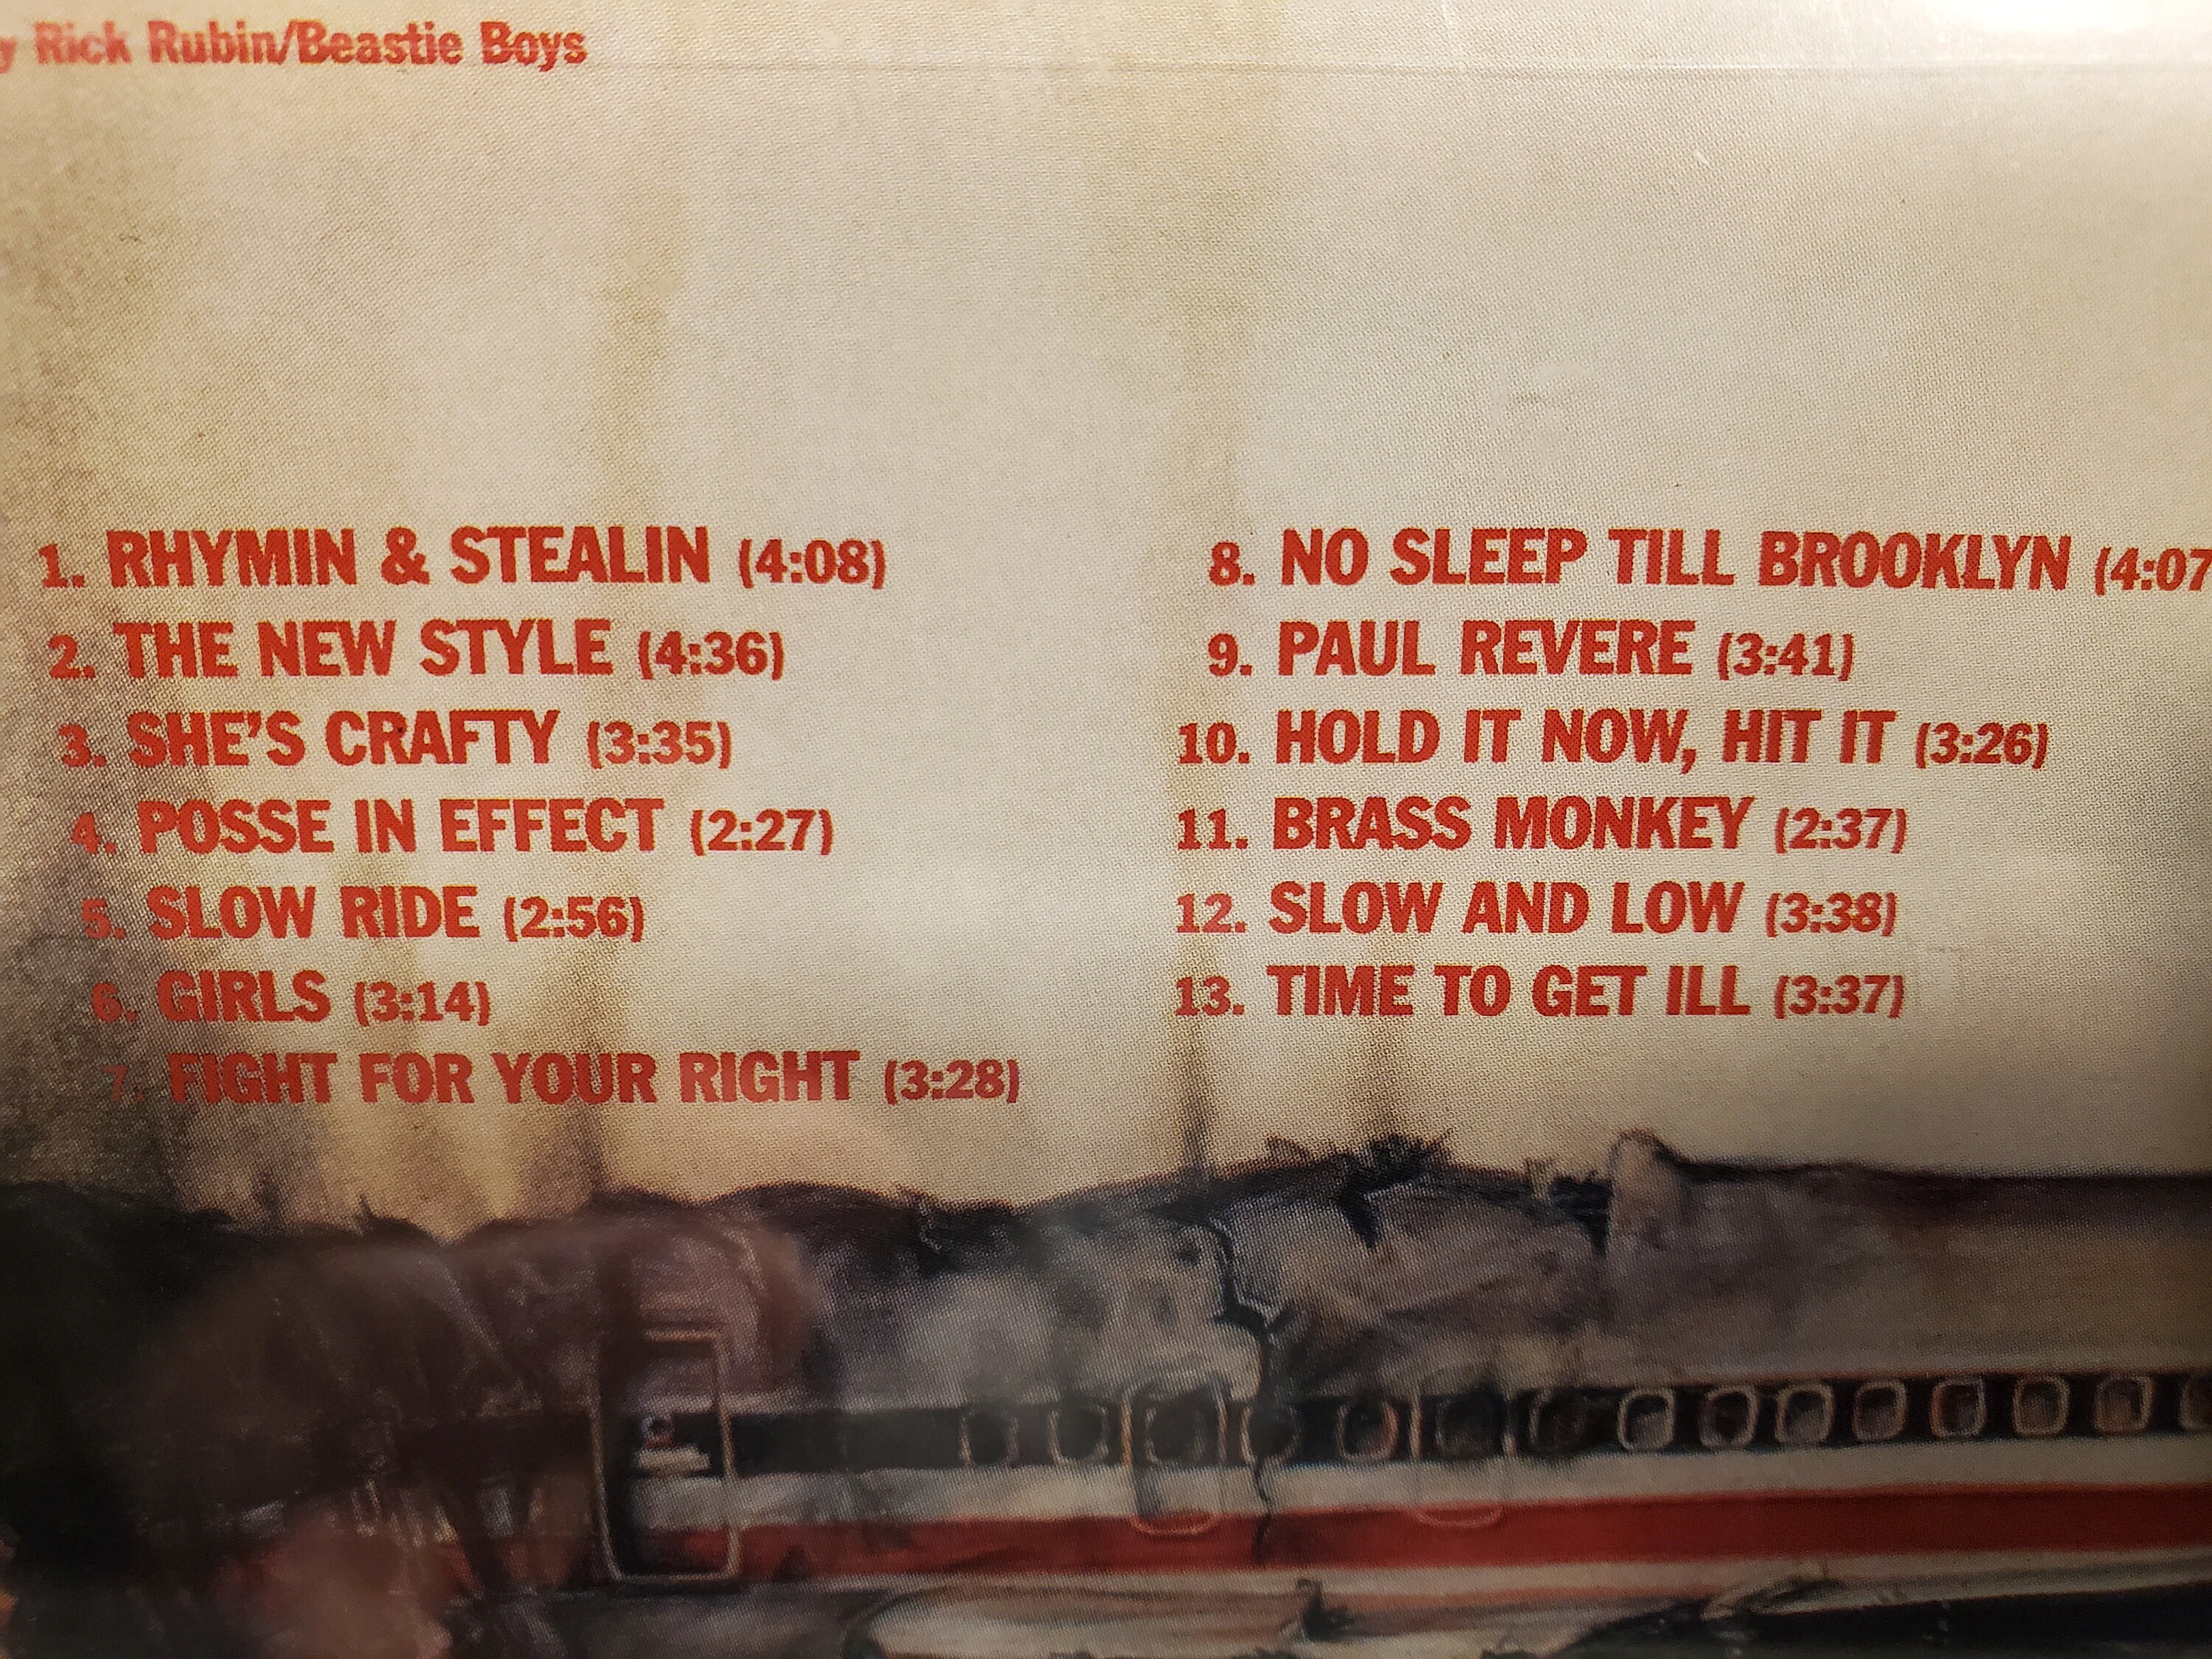 y Rick Rubin/Beastie Boys
1. RHYMIN & STEALIN (4:08)
2. THE NEW STYLE (4:36)
3. SHE'S CRAFTY (3:35)
4. POSSE IN EFFECT (2:27)
5. SLOW RIDE (2:56)
6. GIRLS (3:14)
7. FIGHT FOR YOUR RIGHT (3:28)
8. NO SLEEP TILL BROOKLYN (4:07
9. PAUL REVERE (3:41)
10. HOLD IT NOW, HIT IT (3:26)
11. BRASS MONKEY (2:37)
12. SLOW AND LOW (3:38)
13. TIME TO GET ILL (3:37)